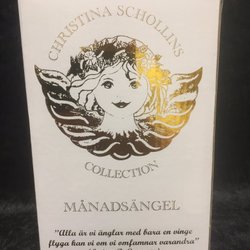 CHRISTINA SCHOLLINS
COLLECTION
MÅNADSÄNGEL
"Alla är vi änglar med bara en vinge
flyga kan vi om vi omfamnar varandra"